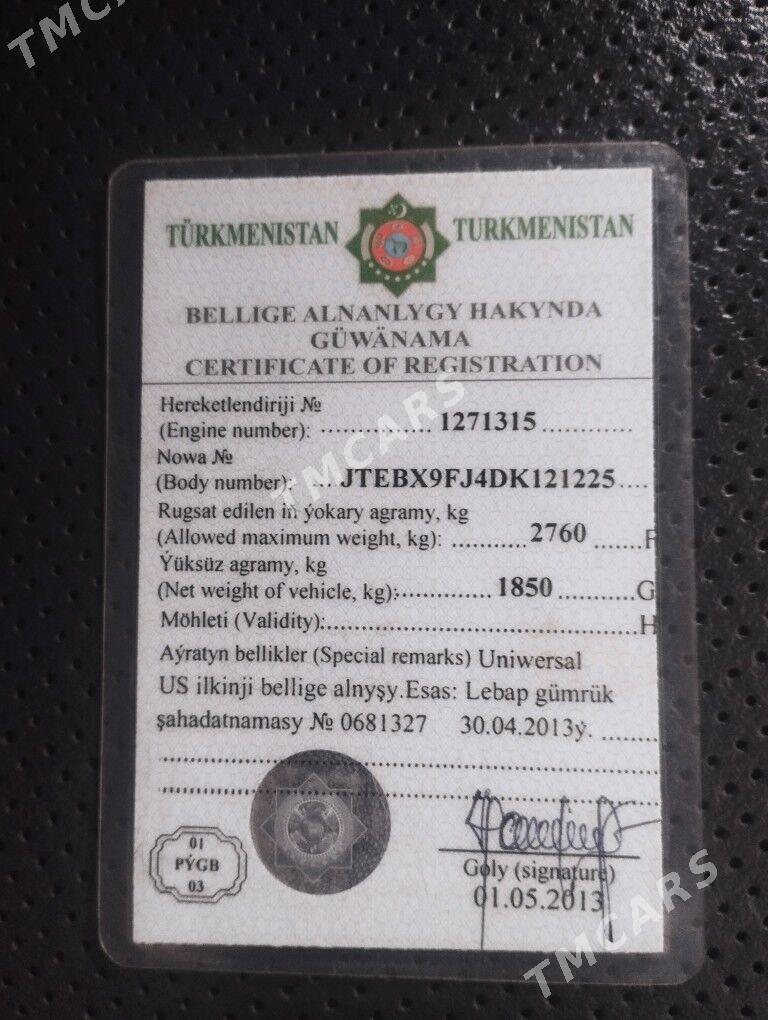 TMCARS
TÜRKMENISTAN TURKMENISTAN
BELLIGE ALNANLYGY HAKYNDA
GÜWÄNAMA
CERTIFICATE OF REGISTRATION
Hereketlendiriji №
(Engine number): .................. 1271315 ...............
Nowa №
(Body number): ....JTEBX9FJ4DK121225.....
TMCARS
Rugsat edilen iň ýokary agramy, kg
(Allowed maximum weight, kg): ............2760 .......F
Ýüksüz agramy, kg
(Net weight of vehicle, kg):................ 1850 ............G
Möhleti (Validity):....................................................H
Aýratyn bellikler (Special remarks) Uniwersal
US ilkinji bellige alnyşy.Esas: Lebap gümrük
şahadatnamasy № 0681327 30.04.2013ý. ........
01
PÝGB
03
Goly (signature)
01.05.2013
TMCARS